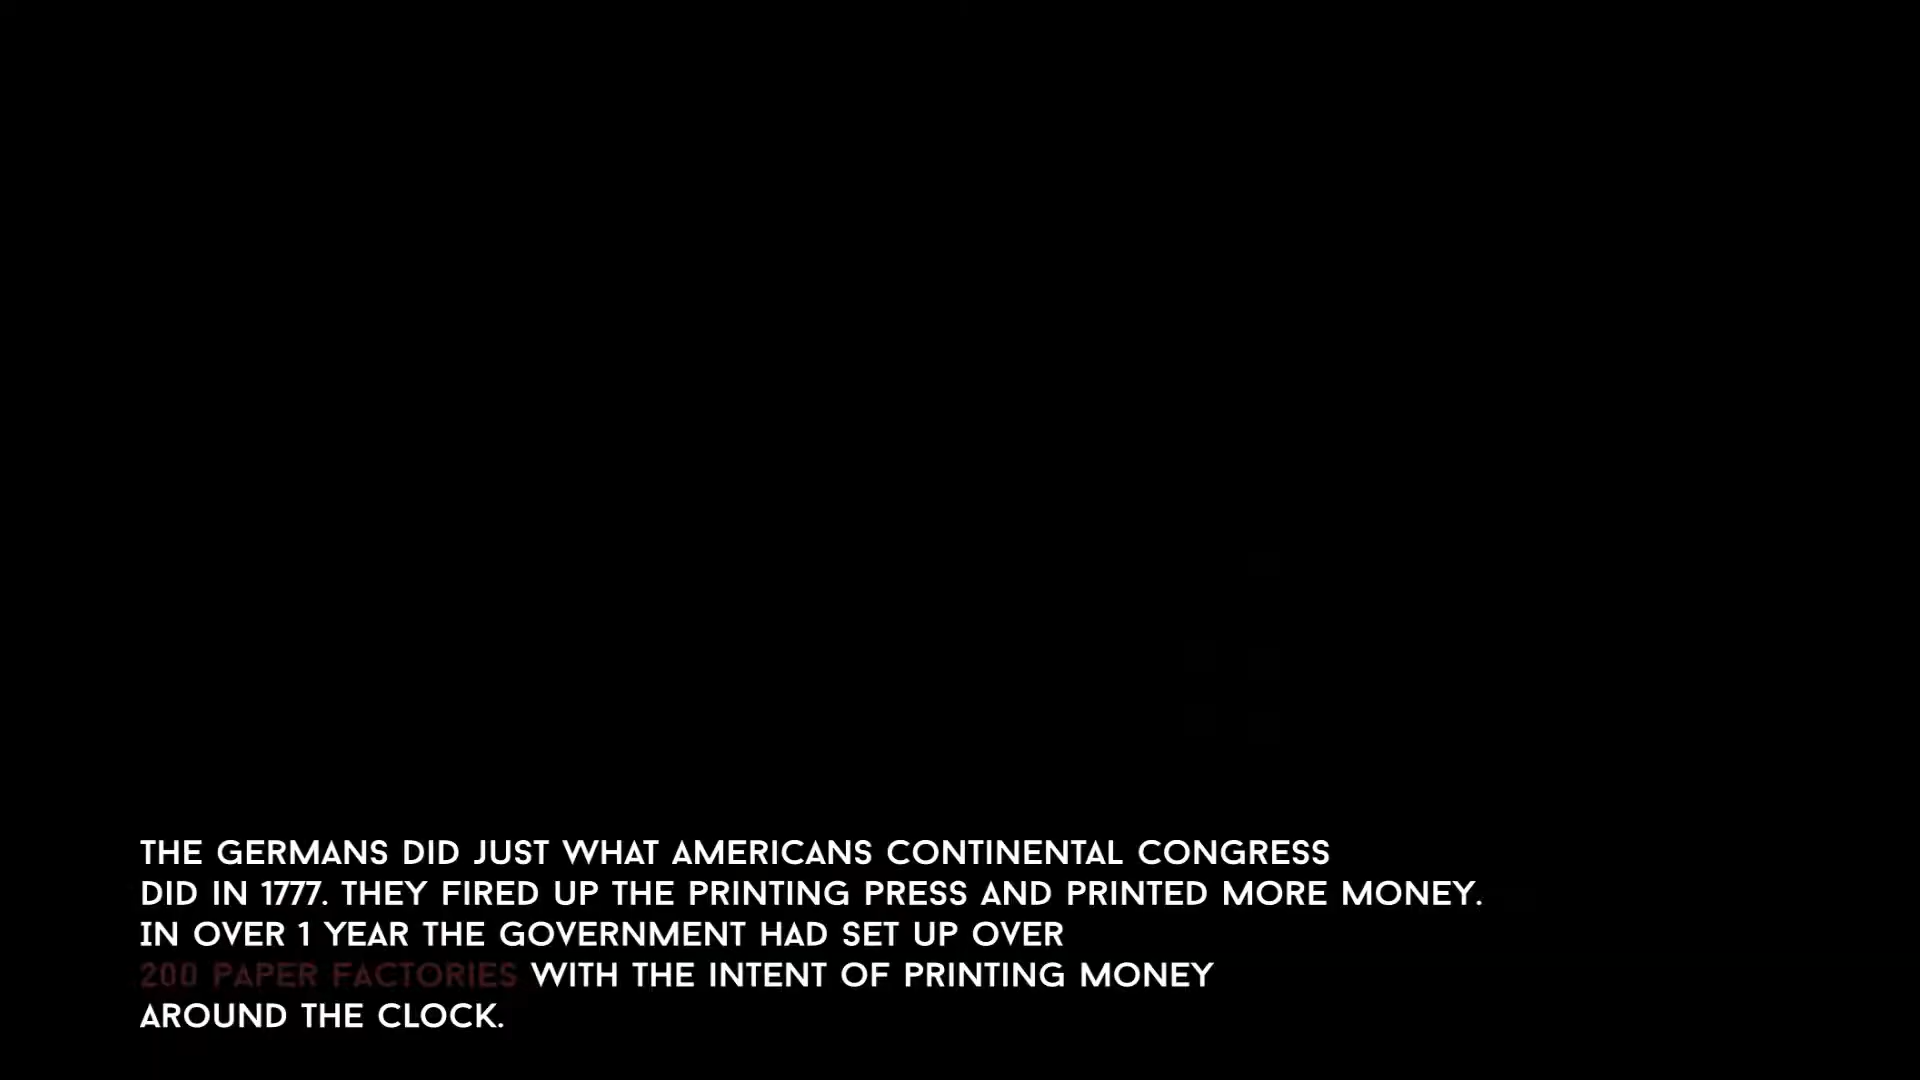 THE GERMANS DID JUST WHAT AMERICANS CONTINENTAL CONGRESS
DID IN 1777. THEY FIRED UP THE PRINTING PRESS AND PRINTED MORE MONEY.
IN OVER 1 YEAR THE GOVERNMENT HAD SET UP OVER
200 PAPER FACTORIES WITH THE INTENT OF PRINTING MONEY
AROUND THE CLOCK.